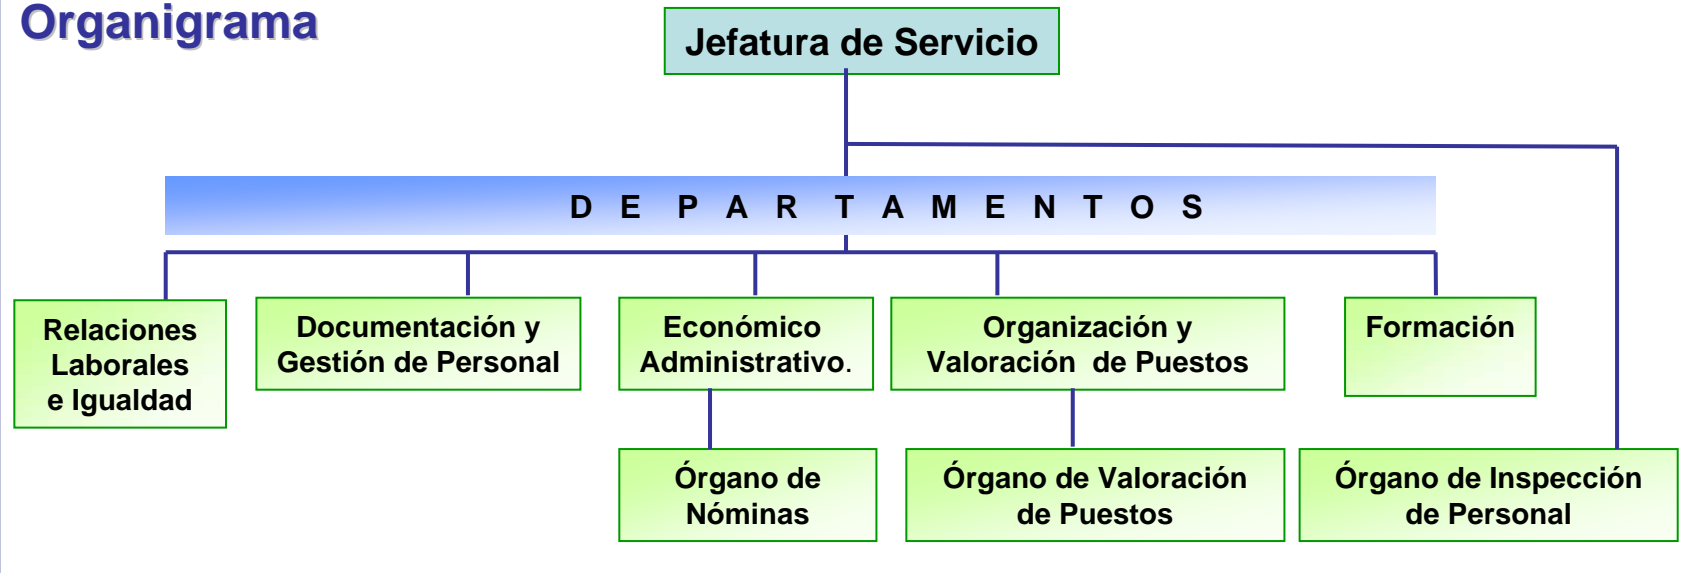 Organigrama
Jefatura de Servicio
D E P A R T A M E N T O S
Relaciones
Laborales
e Igualdad
Documentación y
Gestión de Personal
Económico
Administrativo.
Organización y
Valoración de Puestos
Formación
Órgano de
Nóminas
Órgano de Valoración
de Puestos
Órgano de Inspección
de Personal